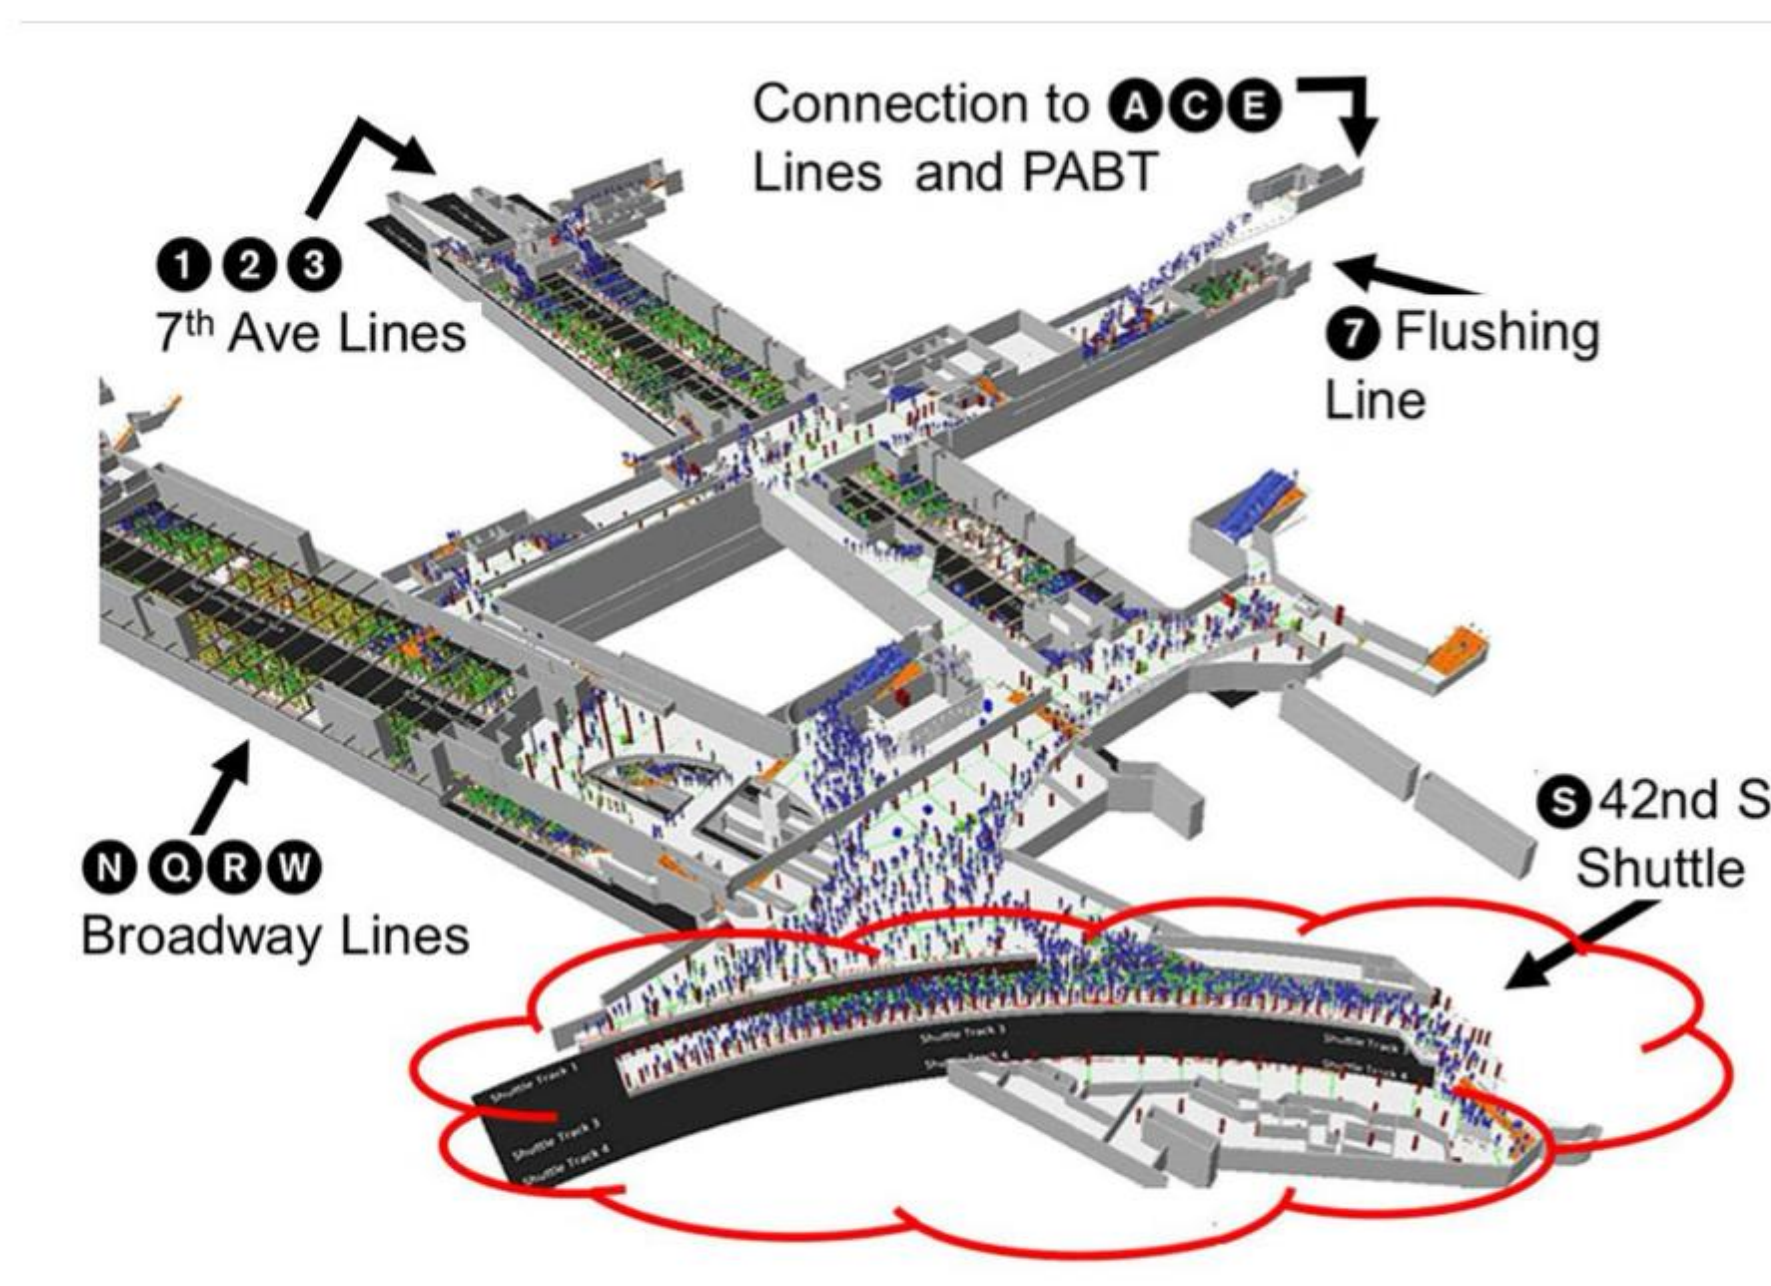 Connection to A C E
Lines and PABT
1 2 3
7th Ave Lines
7 Flushing
Line
S 42nd S
Shuttle
N Q R W
Broadway Lines
Shuttle Track 1
Shuttle Track 3
Shuttle Track 4
Shuttle Track 3
Shuttle Track
Shuttle Track 4